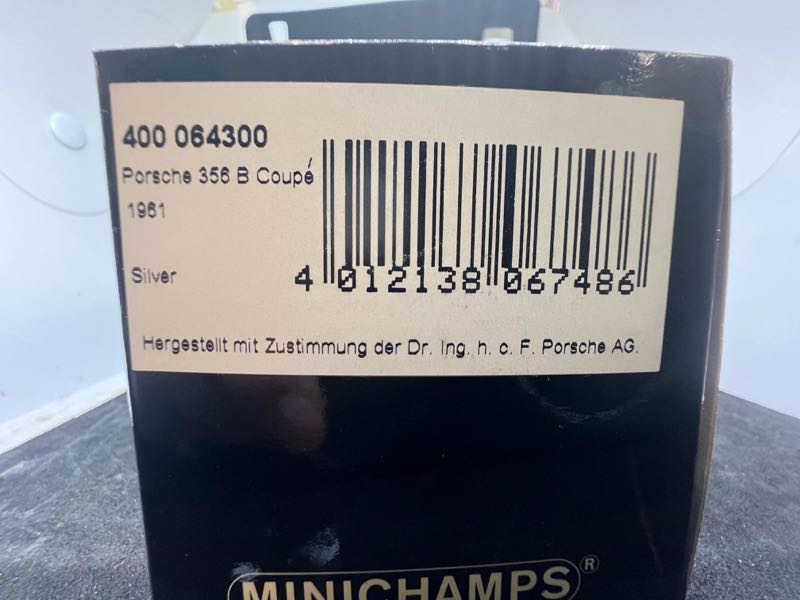 400 064300
Porsche 356 B Coupé
1961
Silver
4 012138 067486
Hergestellt mit Zustimmung der Dr. Ing. h. c. F. Porsche AG.
MINICHAMPS®